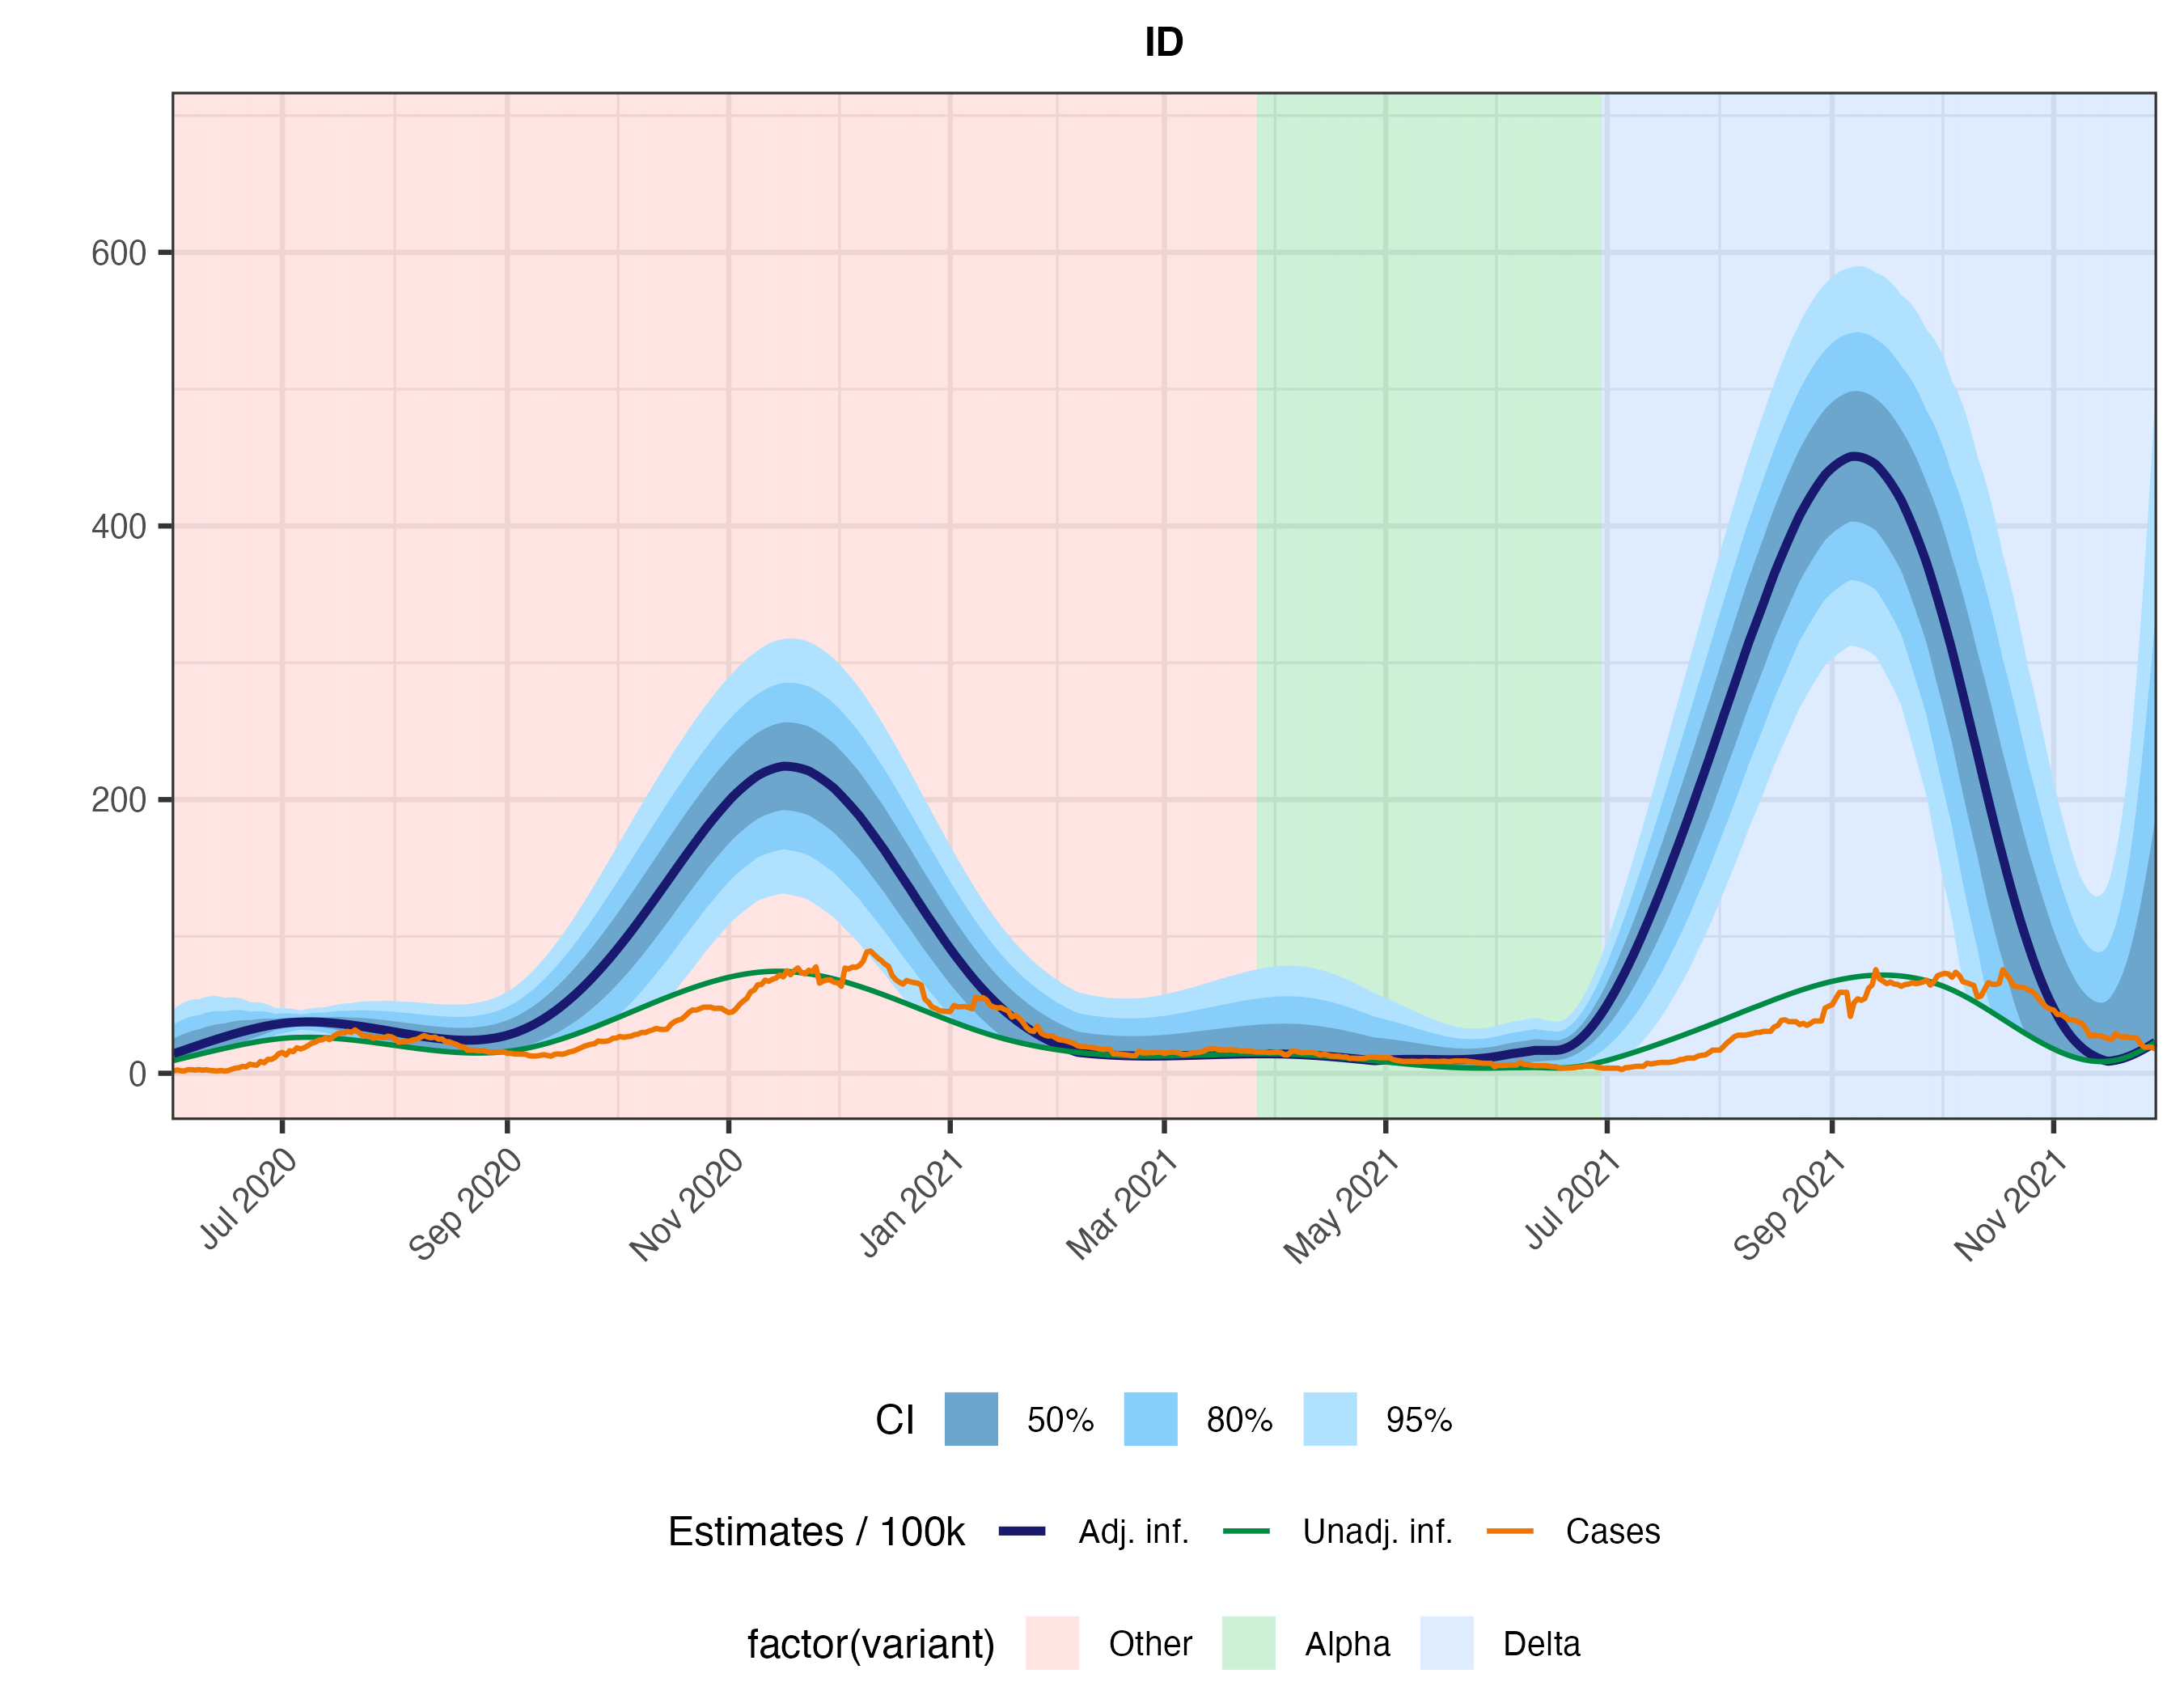 ID
600
400
200
0
Jul 2020
Sep 2020
Nov 2020
Jan 2021
Mar 2021
May 2021
Jul 2021
Sep 2021
Nov 2021
CI 50% 80% 95%
Estimates / 100k Adj. inf. Unadj. inf. Cases
factor(variant) Other Alpha Delta